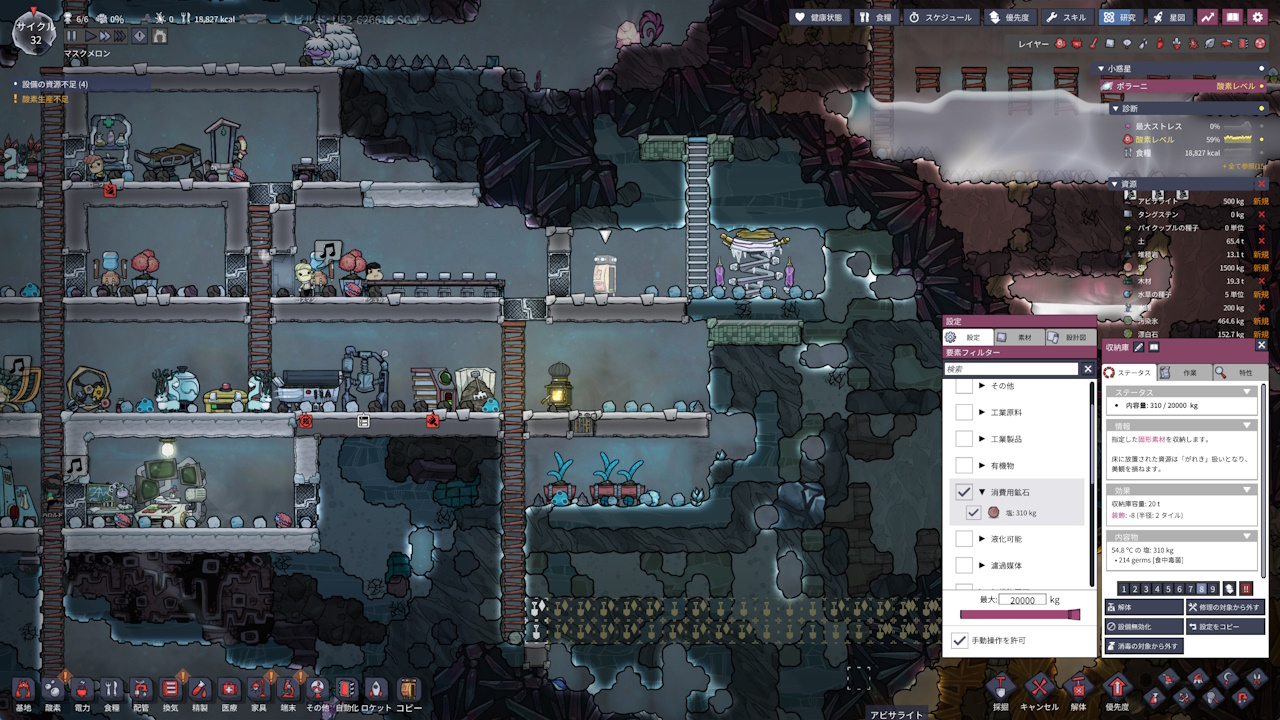 サイクル
32
6/6
0%
0
18,827 kcal
マスクメロン
設備の資源不足 (4)
酸素生産不足
健康状態
食糧
スケジュール
優先度
スキル
研究
星図
レイヤー
小惑星
ボラーニ
酸素レベル
診断
最大ストレス
0%
酸素レベル
59%
食糧
18,827 kcal
資源
アビサライト
500 kg
新規
タングステン
0 kg
パイクップルの種子
0 単位
土
65.4 t
13.1 t
新規
1500 kg
新規
木材
19.3 t
水草の種子
5 単位
新規
200 kg
汚染氷
464.6 kg
新規
漂白石
152.7 kg
新規
設定
設定
素材
設計図
要素フィルター
検索
その他
工業原料
工業製品
有機物
消費用鉱石
塩: 310 kg
液化可能
濾過媒体
最大:
20000
kg
手動操作を許可
収納庫
ステータス
作業
特性
ステータス
• 内容量: 310 / 20000 kg
情報
指定した固形素材を収納します。
床に放置された資源は「がれき」扱いとなり、
美観を損ねます。
効果
収納庫容量: 20 t
装飾: -8 (半径: 2 タイル)
内容物
54.8 °C の 塩: 310 kg
• 214 germs [食中毒菌]
1 2 3 4 5 6 7 8 9 !!
解体
修理の対象から外す
設備無効化
設定をコピー
消毒の対象から外す
基地
酸素
電力
食糧
配管
換気
精製
医療
家具
端末
その他
自動化
ロケット
コピー
アビサライト
採掘
キャンセル
解体
優先度